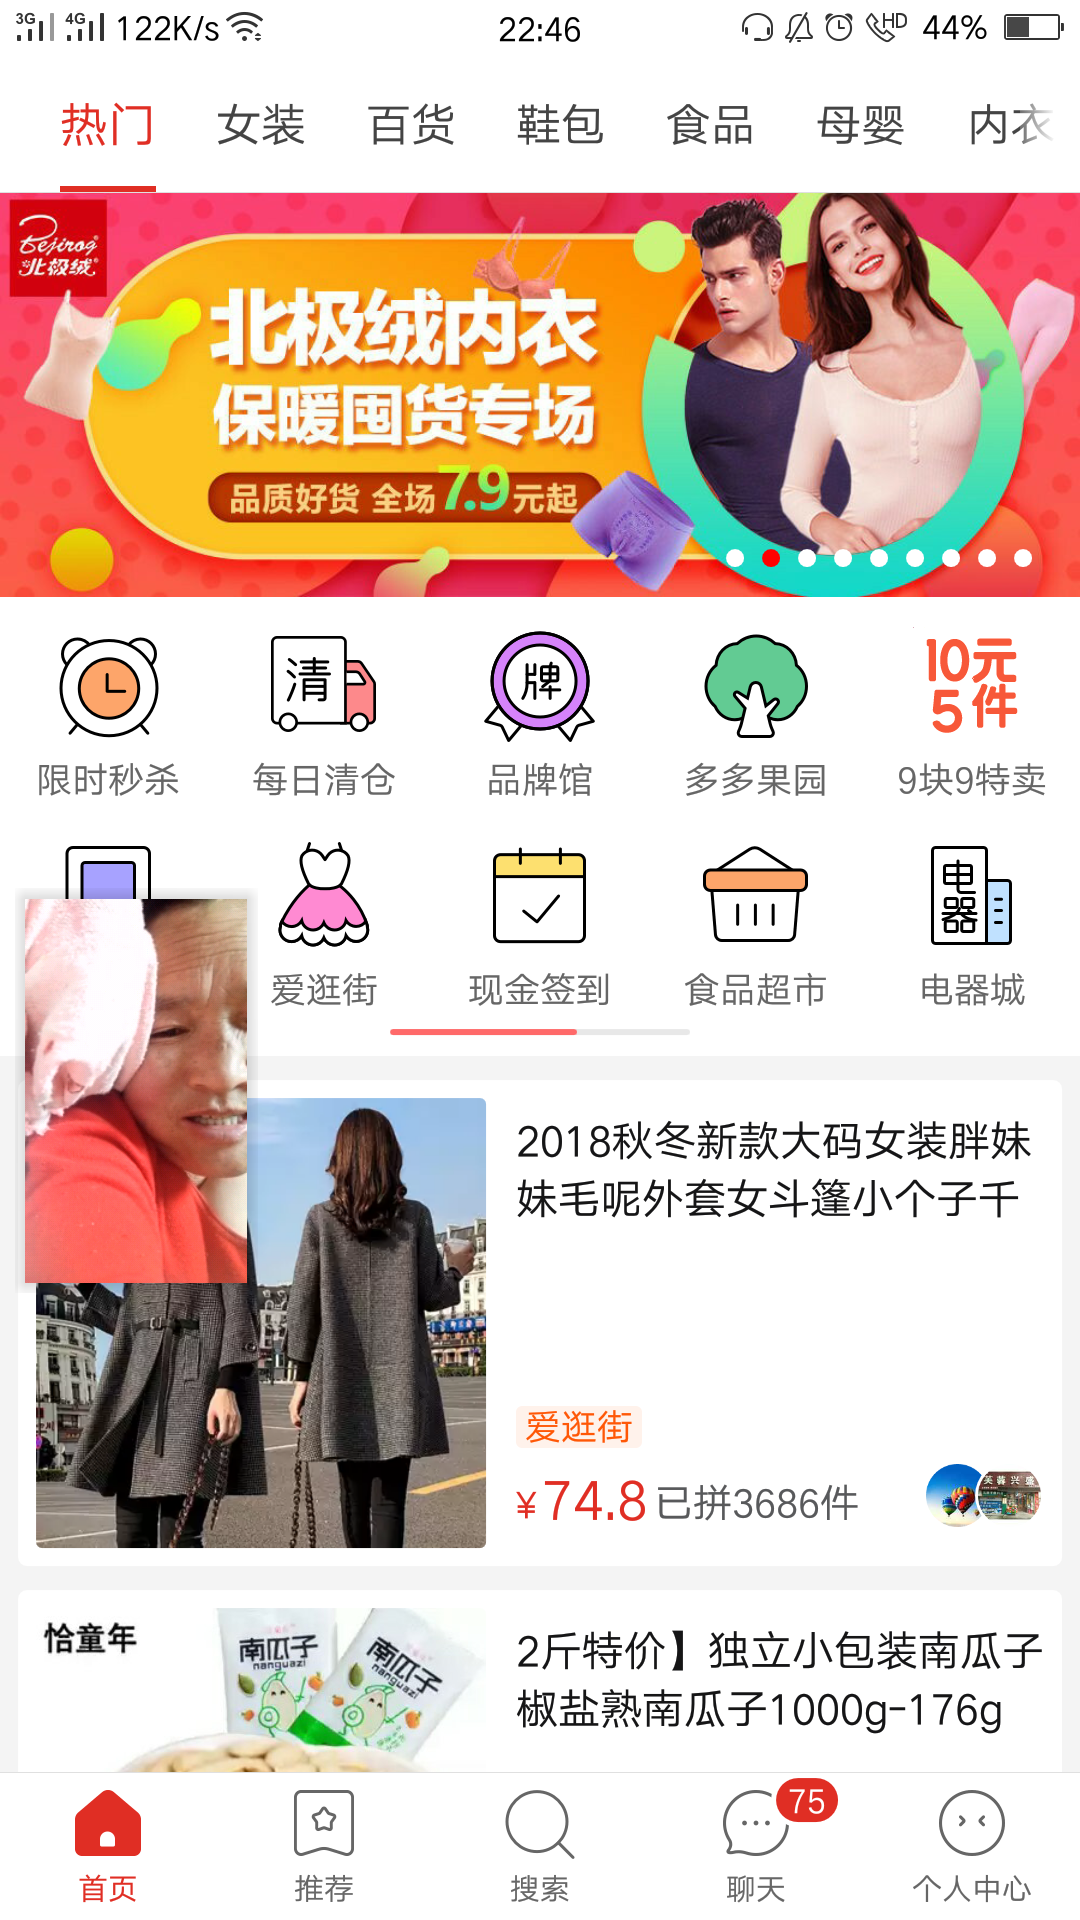 3G 4G 122K/s 22:46 HD 44%
热门 女装 百货 鞋包 食品 母婴 内衣
Bejirog
北极绒
北极绒内衣
保暖囤货专场
品质好货 全场7.9元起
清 牌 10元
5件
限时秒杀 每日清仓 品牌馆 多多果园 9块9特卖
电器
爱逛街 现金签到 食品超市 电器城
2018秋冬新款大码女装胖妹
妹毛呢外套女斗篷小个子千
爱逛街
¥74.8 已拼3686件
芙蓉兴盛
恰童年
南瓜子
nanguazi
南瓜子
nanguazi
2斤特价】独立小包装南瓜子
椒盐熟南瓜子1000g-176g
75
首页 推荐 搜索 聊天 个人中心